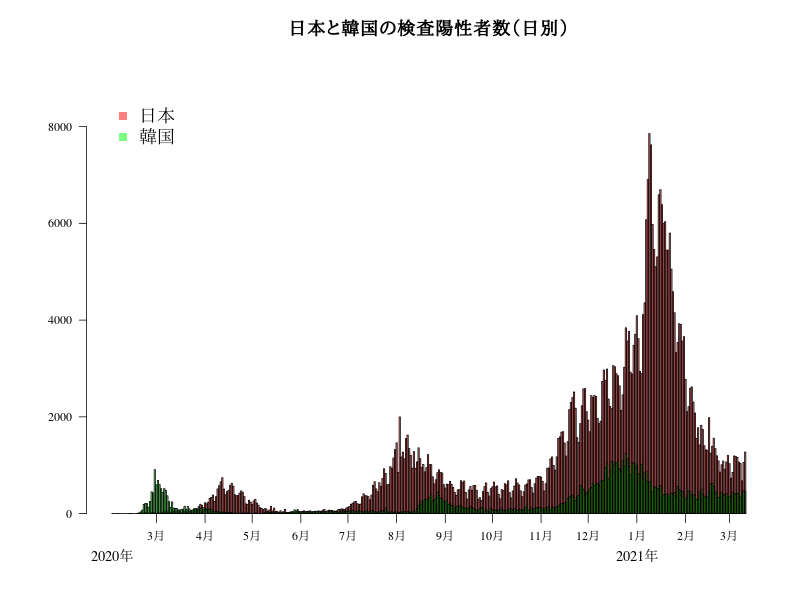 日本と韓国の検査陽性者数（日別）
日本
韓国
8000
6000
4000
2000
0
3月 4月 5月 6月 7月 8月 9月 10月 11月 12月 1月 2月 3月
2020年 2021年